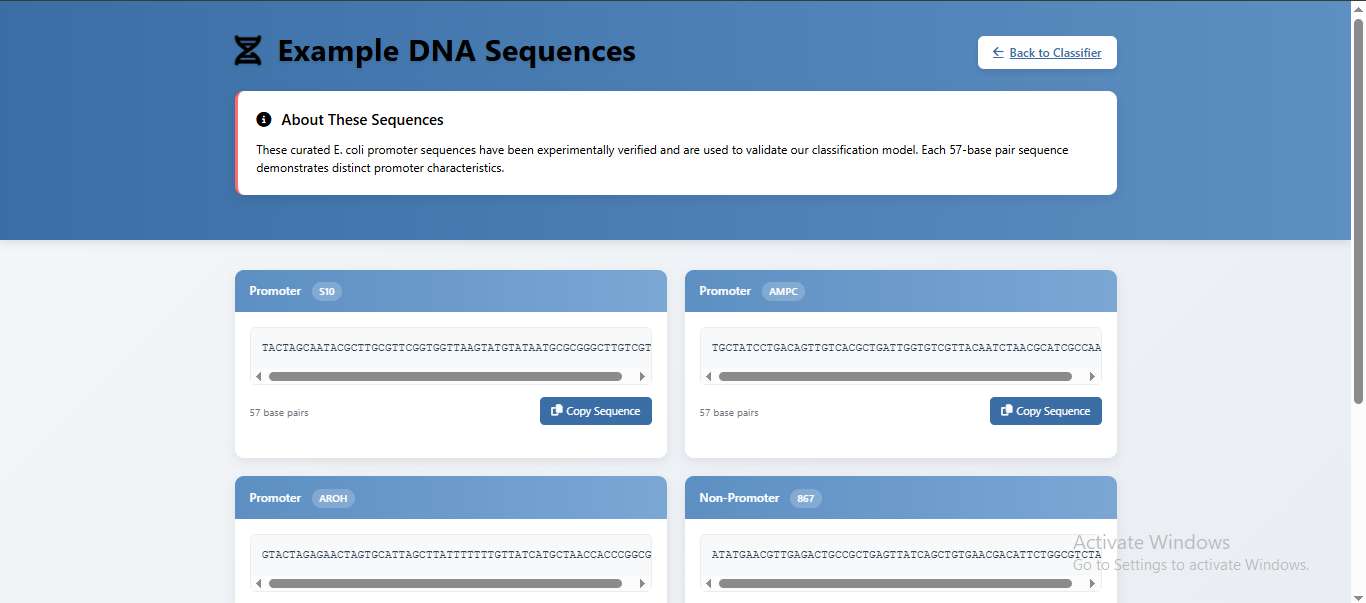 Example DNA Sequences
Back to Classifier
About These Sequences
These curated E. coli promoter sequences have been experimentally verified and are used to validate our classification model. Each 57-base pair sequence
demonstrates distinct promoter characteristics.
Promoter S10
TACTAGCAATACGCTTGCGTTCGGTGGTTAAGTATGTATAATGCGCGGGCTTGTCGT
57 base pairs
Copy Sequence
Promoter AMPC
TGCTATCCTGACAGTTGTCACGCTGATTGGTGTCGTTACAATCTAACGCATCGCCAA
57 base pairs
Copy Sequence
Promoter AROH
GTACTAGAGAACTAGTGCATTAGCTTATTTTTTTGTTATCATGCTAACCACCCGGCG
Non-Promoter 867
ATATGAACGTTGAGACTGCCGCTGAGTTATCAGCTGTGAACGACATTCTGGCGTCTA
Activate Windows
Go to Settings to activate Windows.